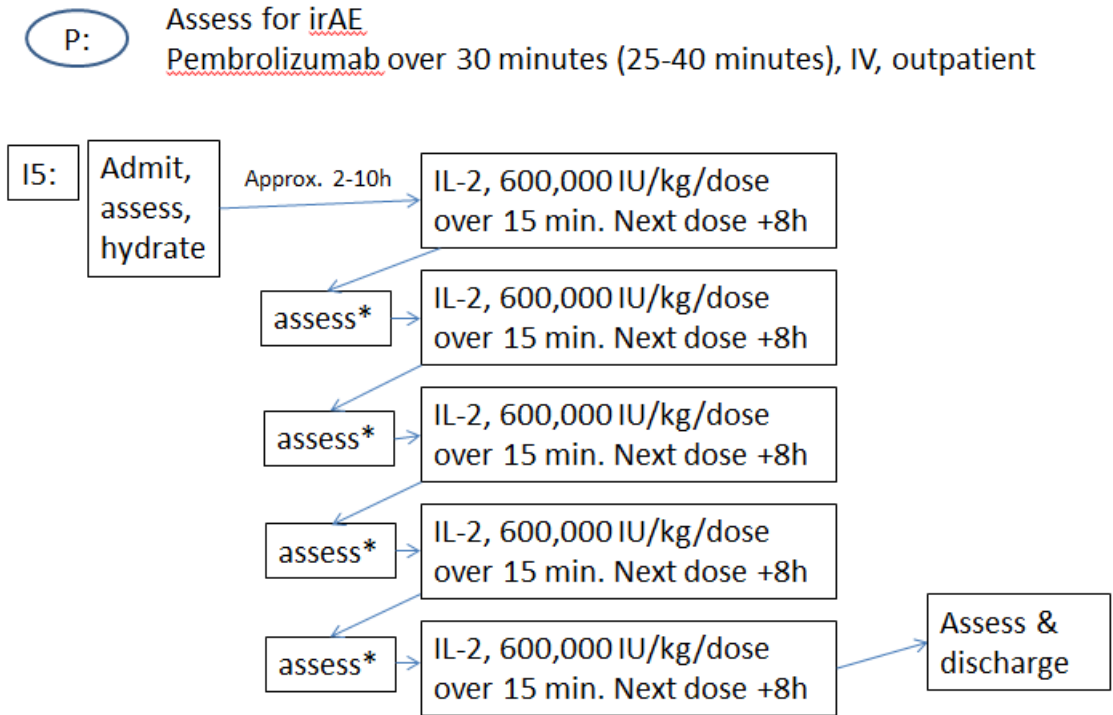 P:
Assess for irAE
Pembrolizumab over 30 minutes (25-40 minutes), IV, outpatient
I5:
Admit,
assess,
hydrate
Approx. 2-10h
IL-2, 600,000 IU/kg/dose
over 15 min. Next dose +8h
assess*
IL-2, 600,000 IU/kg/dose
over 15 min. Next dose +8h
assess*
IL-2, 600,000 IU/kg/dose
over 15 min. Next dose +8h
assess*
IL-2, 600,000 IU/kg/dose
over 15 min. Next dose +8h
assess*
IL-2, 600,000 IU/kg/dose
over 15 min. Next dose +8h
Assess &
discharge